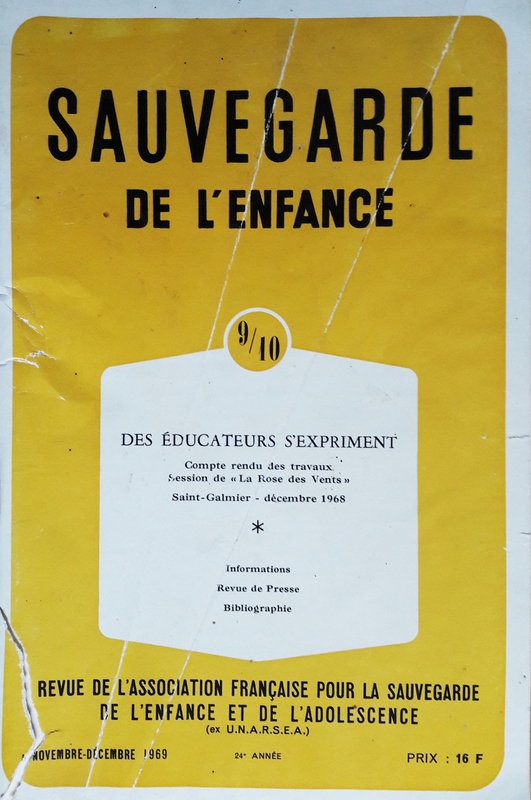 SAUVEGARDE
DE L'ENFANCE
9/10
DES ÉDUCATEURS S'EXPRIMENT
Compte rendu des travaux
Session de « La Rose des Vents »
Saint-Galmier - décembre 1968
*
Informations
Revue de Presse
Bibliographie
REVUE DE L'ASSOCIATION FRANÇAISE POUR LA SAUVEGARDE
DE L'ENFANCE ET DE L'ADOLESCENCE
(ex U.N.A.R.S.E.A.)
NOVEMBRE-DÉCEMBRE 1969
24e ANNÉE
PRIX : 16 F